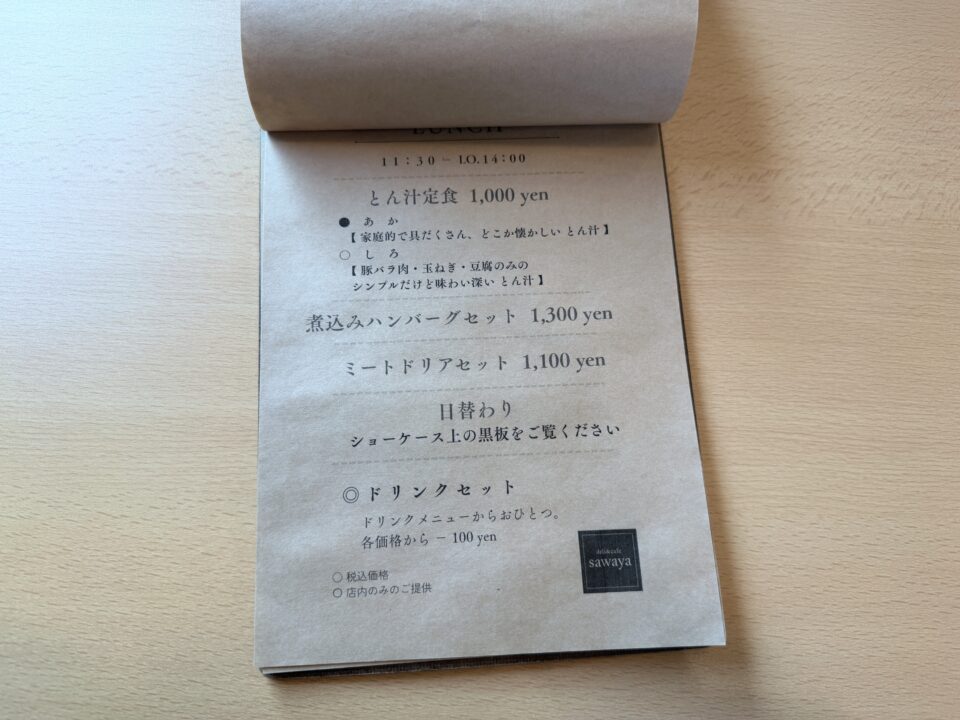 LUNCH
11:30 – L.O.14:00
とん汁定食 1,000 yen
● あか
【 家庭的で具だくさん、どこか懐かしい とん汁 】
○ しろ
【 豚バラ肉・玉ねぎ・豆腐のみの
シンプルだけど味わい深い とん汁 】
煮込みハンバーグセット 1,300 yen
ミートドリアセット 1,100 yen
日替わり
ショーケース上の黒板をご覧ください
◎ ドリンクセット
ドリンクメニューからおひとつ。
各価格から – 100 yen
deli&cafe
sawaya
○ 税込価格
○ 店内のみのご提供